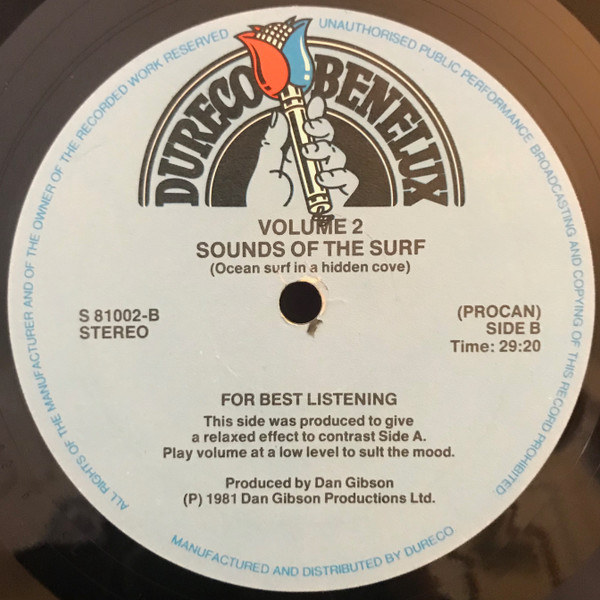 DURECO BENELUX
VOLUME 2
SOUNDS OF THE SURF
(Ocean surf in a hidden cove)
S 81002-B
STEREO
(PROCAN)
SIDE B
Time: 29:20
FOR BEST LISTENING
This side was produced to give
a relaxed effect to contrast Side A.
Play volume at a low level to sult the mood.
Produced by Dan Gibson
(P) 1981 Dan Gibson Productions Ltd.
ALL RIGHTS OF THE MANUFACTURER AND OF THE OWNER OF THE RECORDED WORK RESERVED
UNAUTHORISED PUBLIC PERFORMANCE BROADCASTING AND COPYING OF THIS RECORD PROHIBITED
MANUFACTURED AND DISTRIBUTED BY DURECO